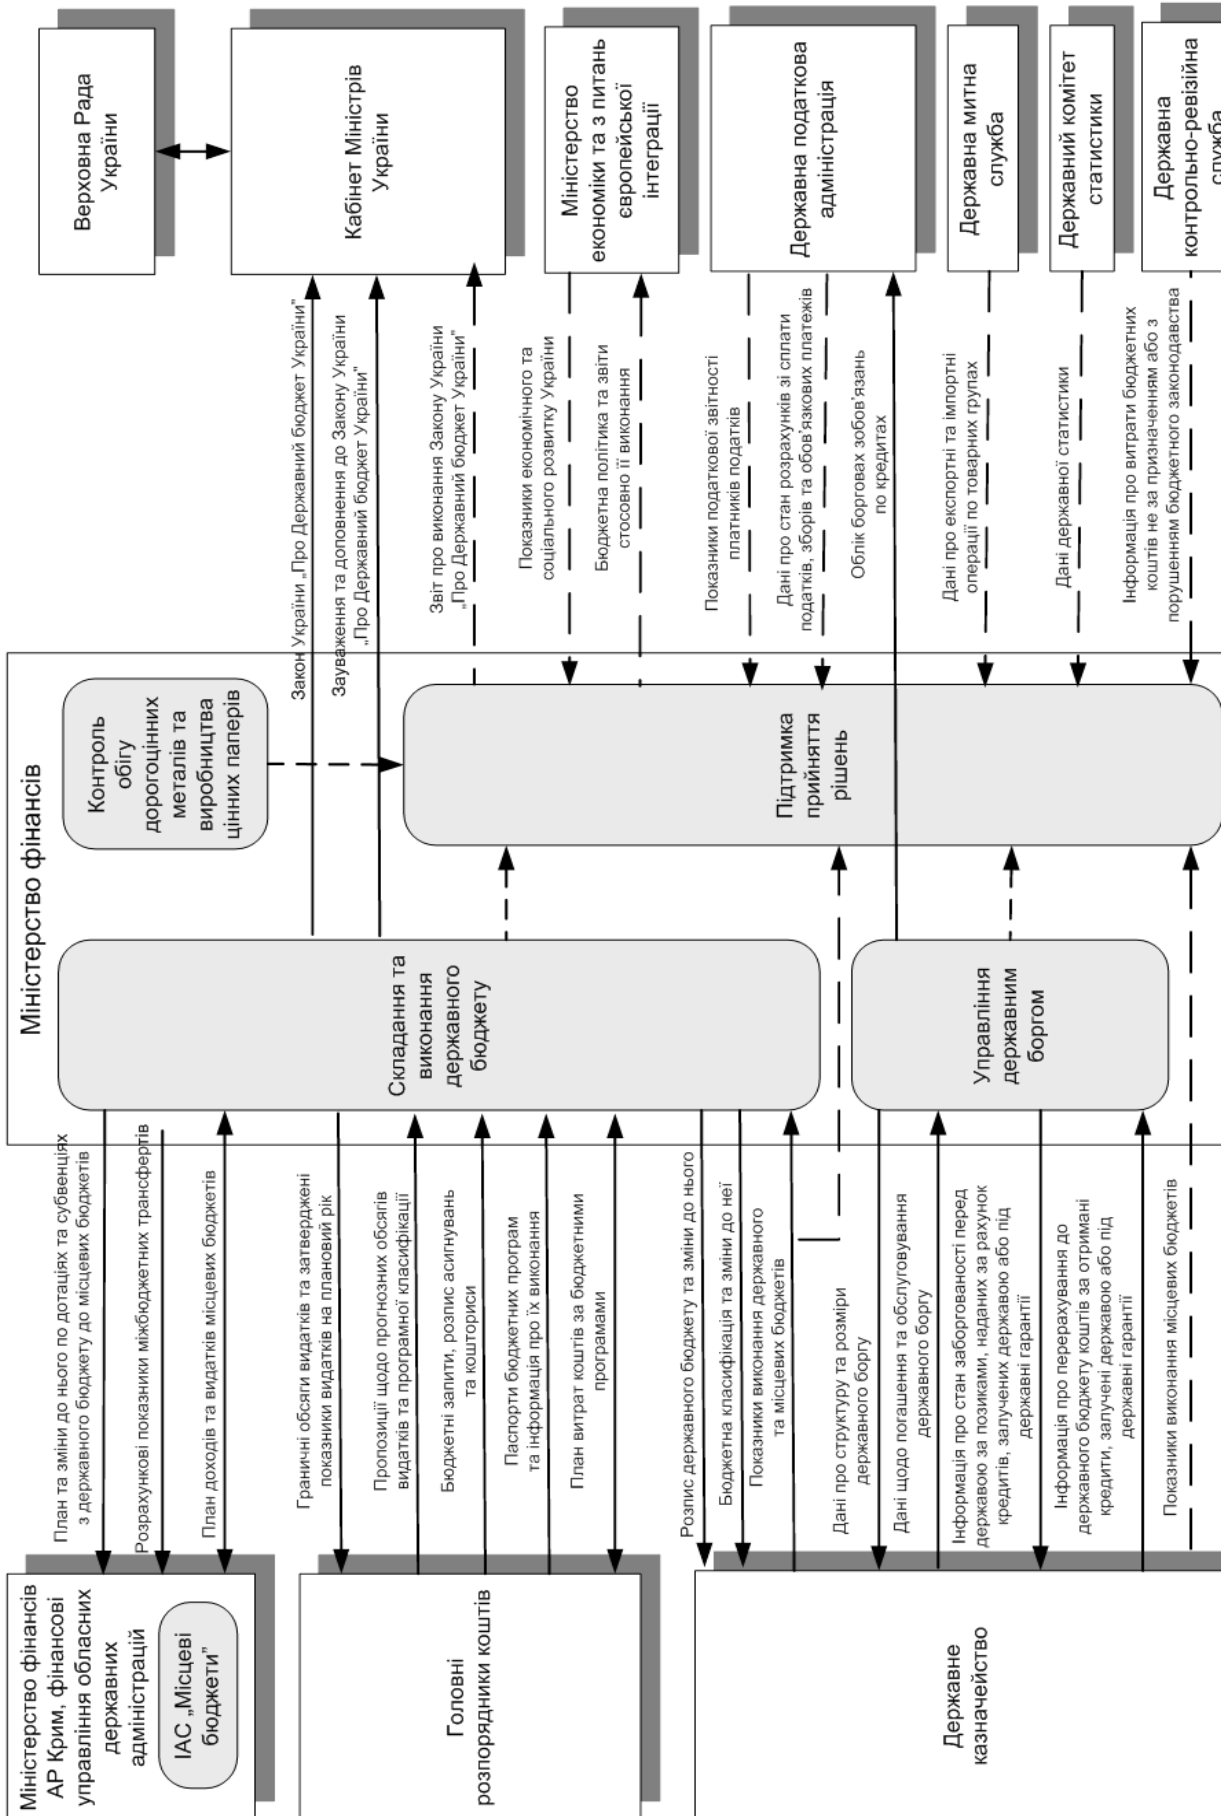 Верховна Рада
України
Кабінет Міністрів
України
Міністерство
економіки та з питань
європейської
інтеграції
Державна податкова
адміністрація
Державна митна
служба
Державний комітет
статистики
Державна
контрольно-ревізійна
служба
Закон України „Про Державний бюджет України”
Зауваження та доповнення до Закону України
„Про Державний бюджет України”
Звіт про виконання Закону України
„Про Державний бюджет України”
Показники економічного та
соціального розвитку України
Бюджетна політика та звіти
стосовно її виконання
Показники податкової звітності
платників податків
Дані про стан розрахунків зі сплати
податків, зборів та обов’язкових платежів
Облік боргових зобов’язань
по кредитах
Дані про експортні та імпортні
операції по товарних групах
Дані державної статистики
Інформація про витрати бюджетних
коштів не за призначенням або з
порушенням бюджетного законодавства
Міністерство фінансів
Контроль
обігу
дорогоцінних
металів та
виробництва
цінних паперів
Підтримка
прийняття
рішень
Складання та
виконання
державного
бюджету
Управління
державним
боргом
План та зміни до нього по дотаціях та субвенціях
з державного бюджету до місцевих бюджетів
Розрахункові показники міжбюджетних трансфертів
План доходів та видатків місцевих бюджетів
Граничні обсяги видатків та затверджені
показники видатків на плановий рік
Пропозиції щодо прогнозних обсягів
видатків та програмної класифікації
Бюджетні запити, розпис асигнувань
та кошториси
Паспорти бюджетних програм
та інформація про їх виконання
План витрат коштів за бюджетними
програмами
Розпис державного бюджету та зміни до нього
Бюджетна класифікація та зміни до неї
Показники виконання державного
та місцевих бюджетів
Дані про структуру та розміри
державного боргу
Дані щодо погашення та обслуговування
державного боргу
Інформація про стан заборгованості перед
державою за позиками, наданих за рахунок
кредитів, залучених державою або під
державні гарантії
Інформація про перерахування до
державного бюджету коштів за отримані
кредити, залучені державою або під
державні гарантії
Показники виконання місцевих бюджетів
Міністерство фінансів
АР Крим, фінансові
управління обласних
державних
адміністрацій
ІАС „Місцеві
бюджети”
Головні
розпорядники коштів
Державне
казначейство